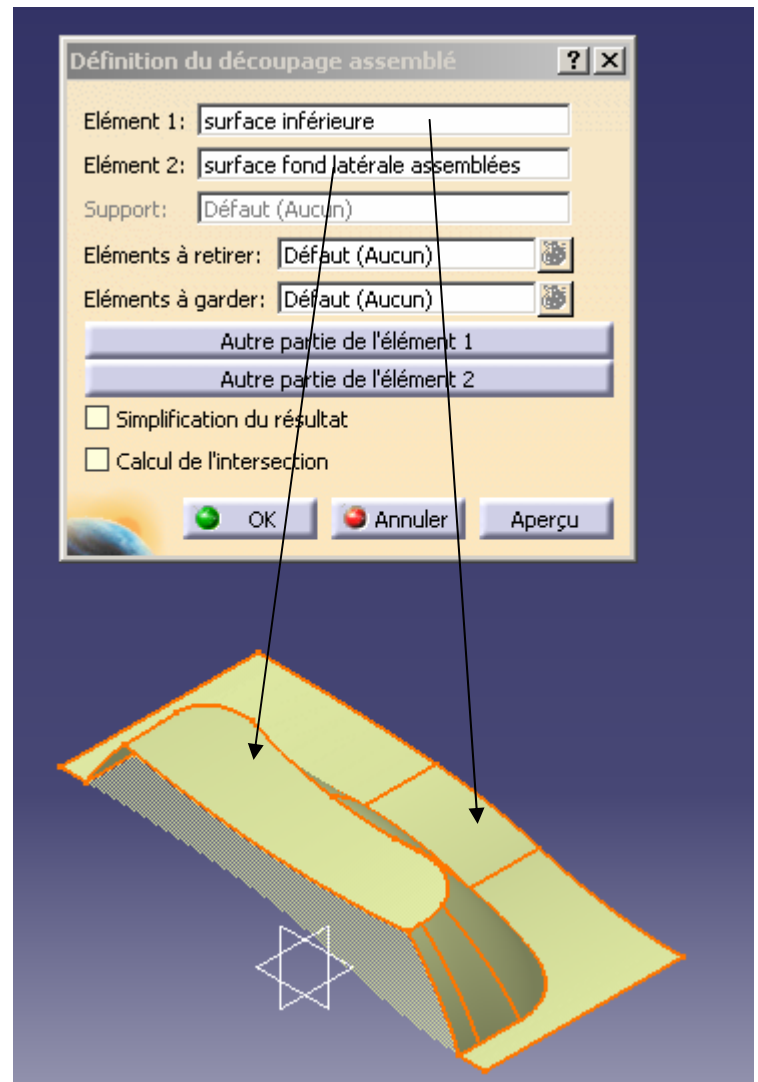 Définition du découpage assemblé
Elément 1: surface inférieure
Elément 2: surface fond latérale assemblées
Support: Défaut (Aucun)
Eléments à retirer: Défaut (Aucun)
Eléments à garder: Défaut (Aucun)
Autre partie de l'élément 1
Autre partie de l'élément 2
Simplification du résultat
Calcul de l'intersection
OK Annuler Aperçu